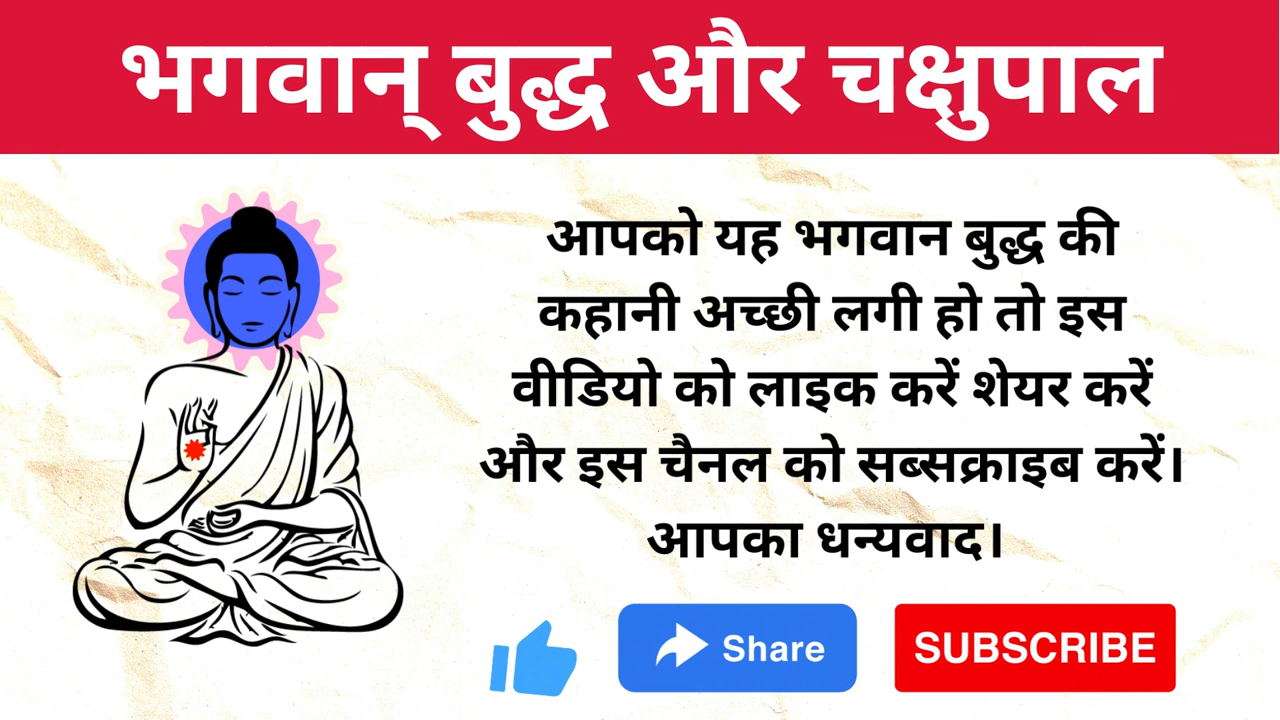 भगवान् बुद्ध और चक्षुपाल
आपको यह भगवान बुद्ध की
कहानी अच्छी लगी हो तो इस
वीडियो को लाइक करें शेयर करें
और इस चैनल को सब्सक्राइब करें।
आपका धन्यवाद।
Share
SUBSCRIBE